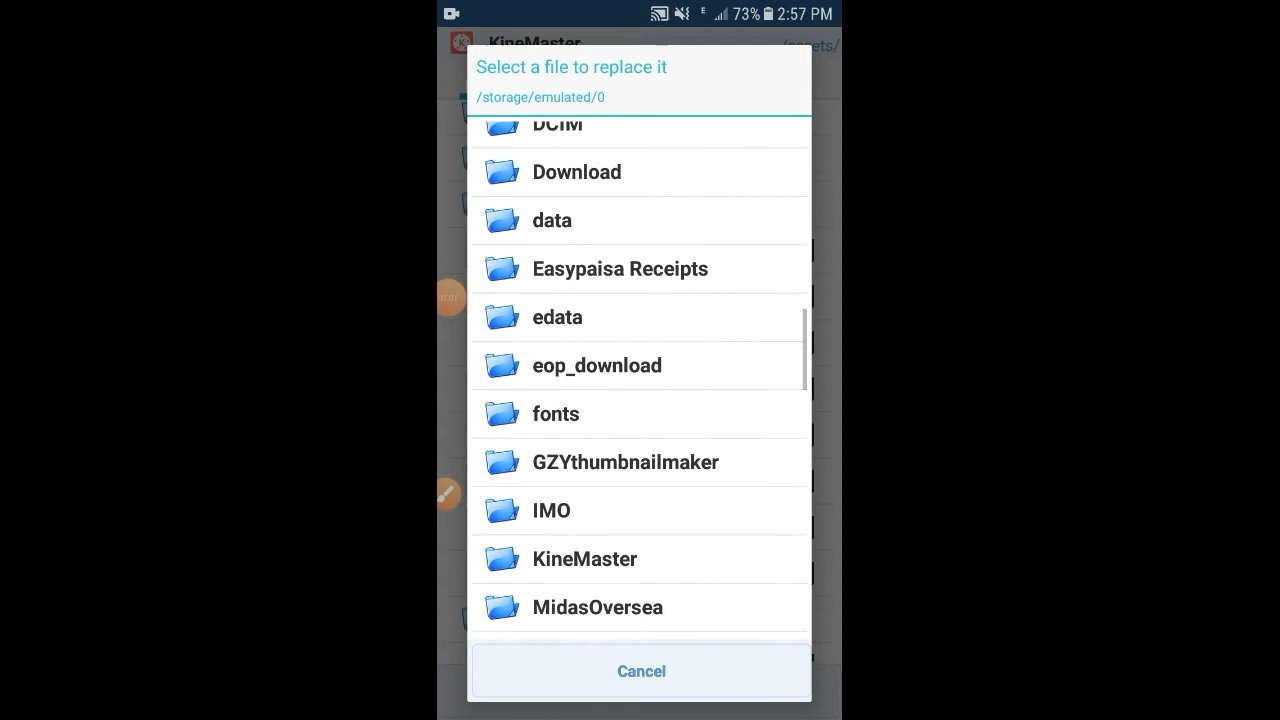 73% 2:57 PM
KineMaster
/assets/
Select a file to replace it
/storage/emulated/0
DCIM
Download
data
Easypaisa Receipts
edata
eop_download
fonts
GZYthumbnailmaker
IMO
KineMaster
MidasOversea
Cancel